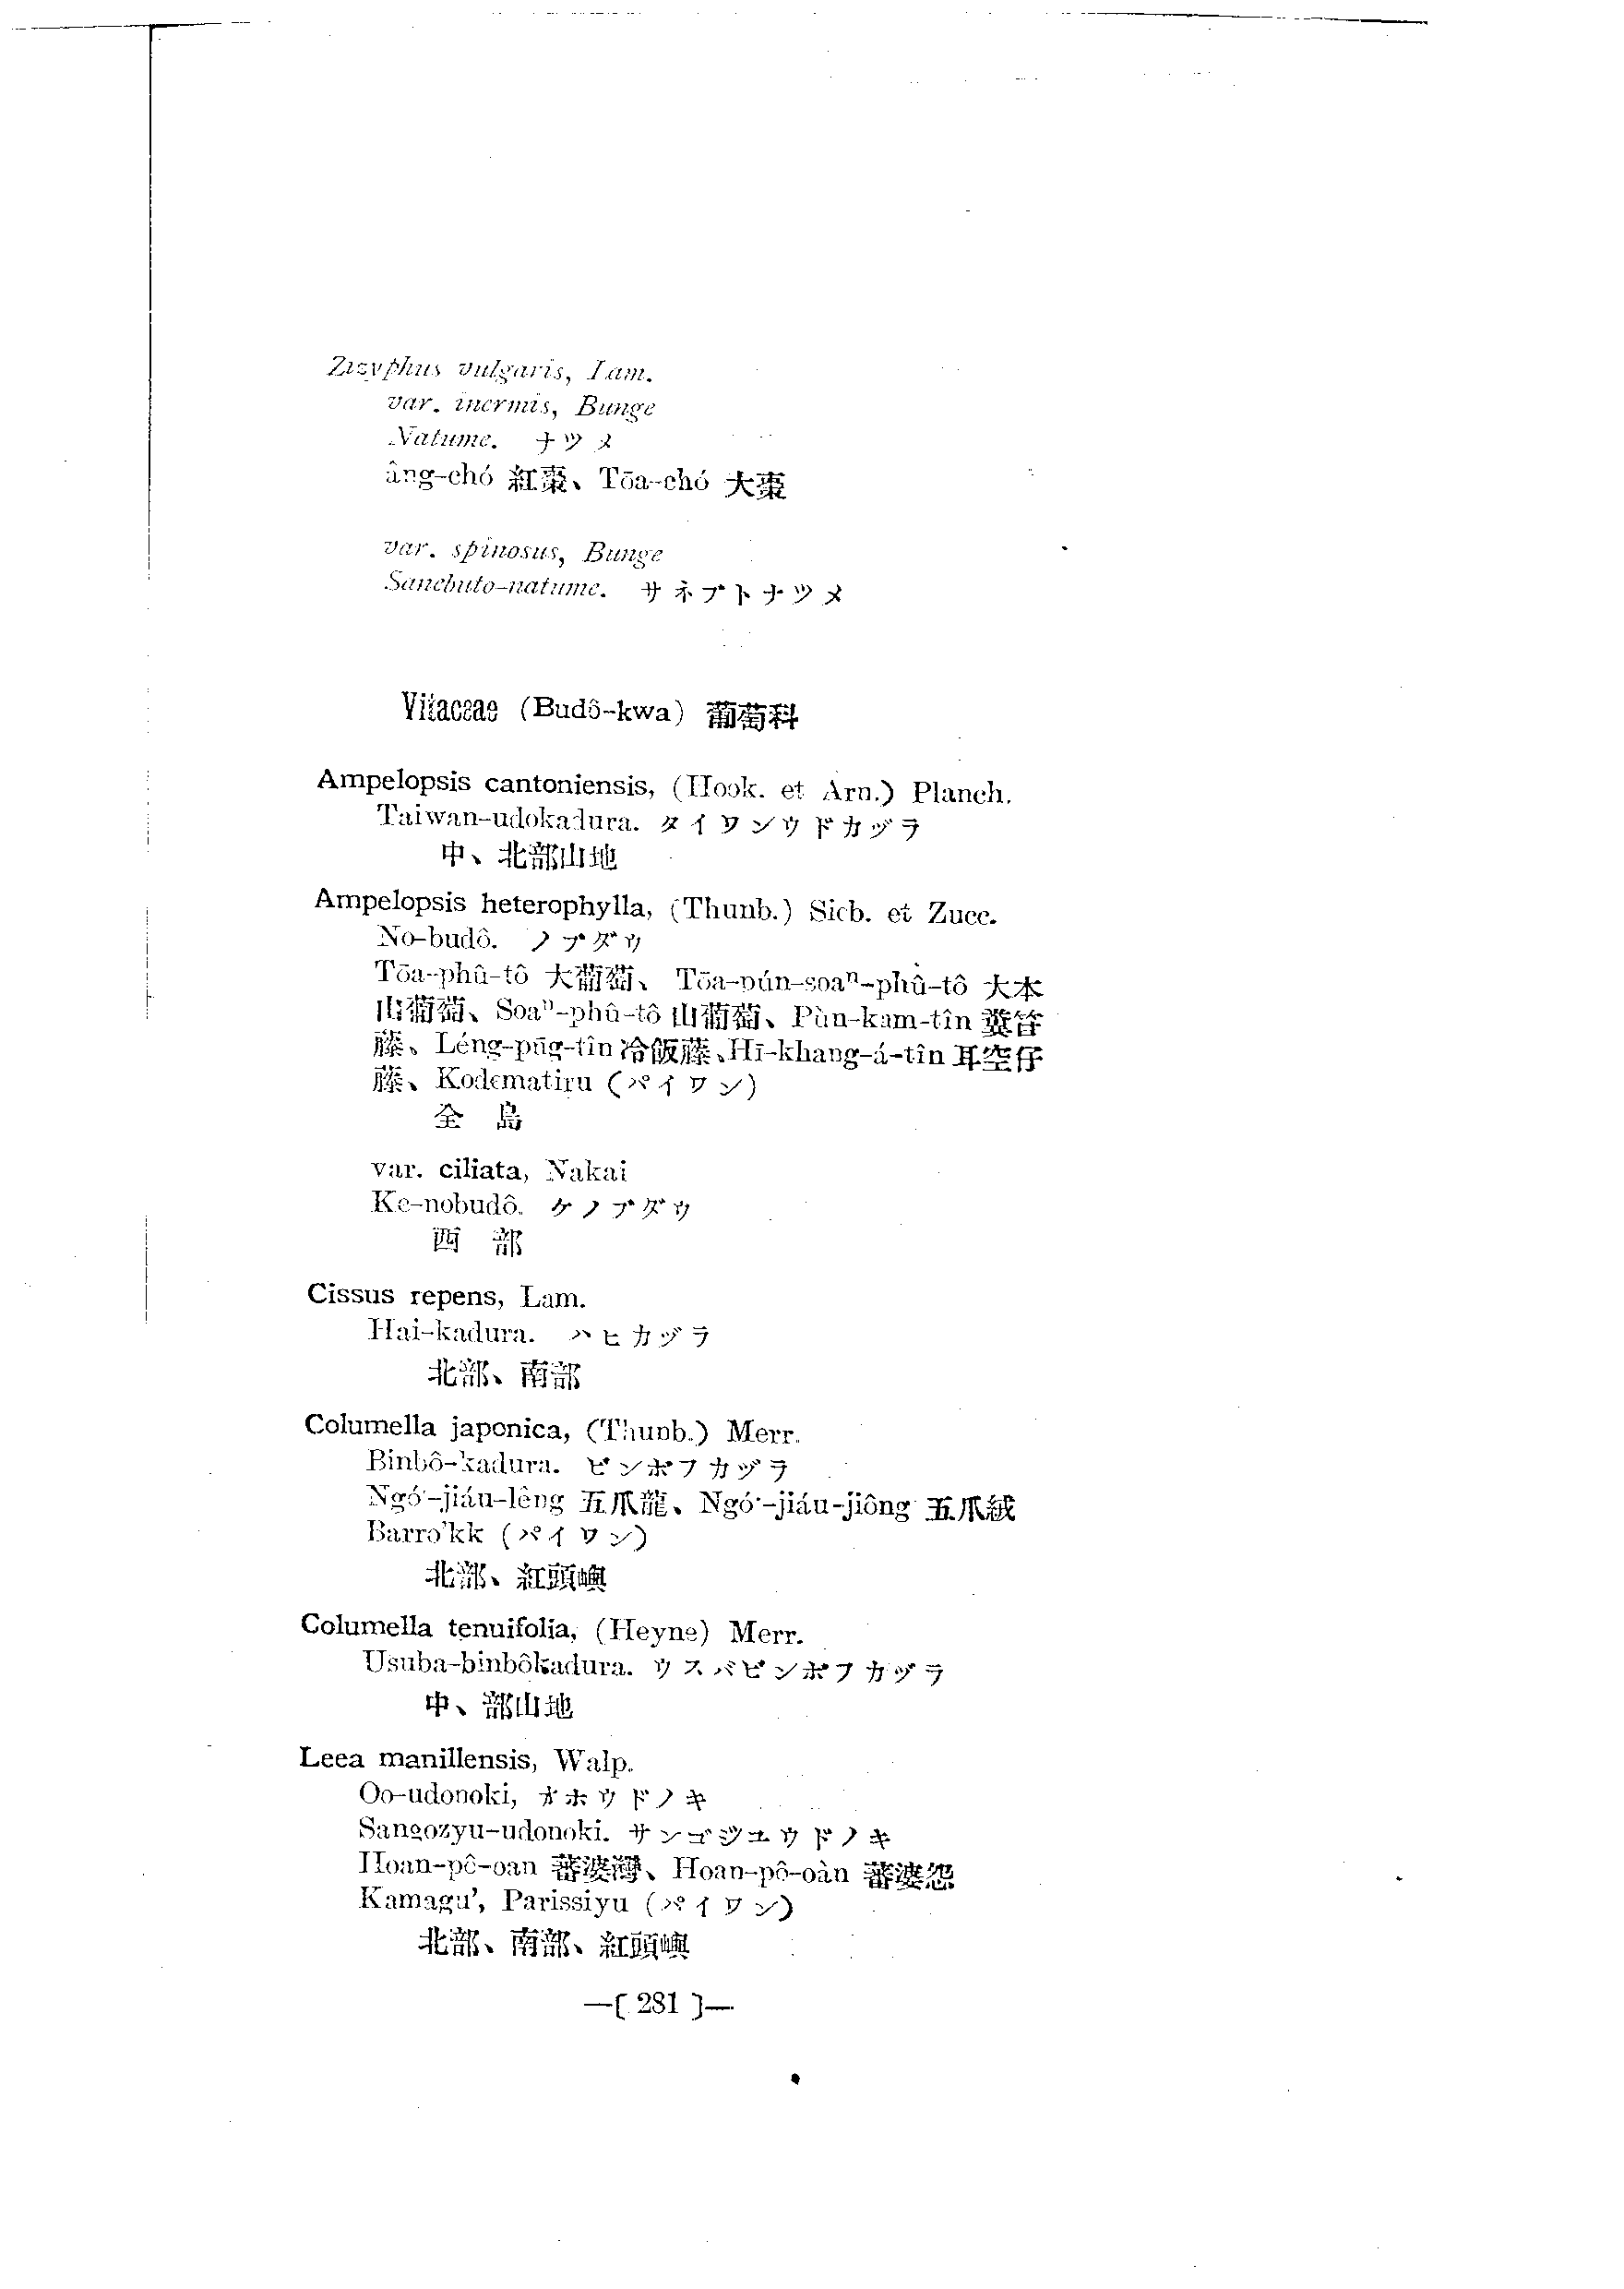 Zizyphus vulgaris, Lam.
var. inermis, Bunge
Natume. ナツメ
âng-chó 紅棗、Tōa-chó 大棗
var. spinosus, Bunge
Sanebuto-natume. サネブトナツメ
Vitaceae (Budô-kwa) 葡萄科
Ampelopsis cantoniensis, (Hook. et Arn.) Planch.
Taiwan-udokadura. タイワンウドカヅラ
中、北部山地
Ampelopsis heterophylla, (Thunb.) Sieb. et Zucc.
No-budô. ノブダウ
Tōa-phû-tô 大葡萄、Tōa-pún-soaⁿ-phû-tô 大本
山葡萄、Soaⁿ-phû-tô 山葡萄、Pùn-kam-tîn 糞笞
藤、Léng-pn̄g-tîn 冷飯藤、Hī-khang-á-tîn 耳空仔
藤、Kodematiru (パイワン)
全 島
var. ciliata, Nakai
Ke-nobudô. ケノブダウ
西 部
Cissus repens, Lam.
Hai-kadura. ハヒカヅラ
北部、南部
Columella japonica, (Thunb.) Merr.
Binbô-kadura. ビンボフカヅラ
Ngó͘-jiáu-lêng 五爪龍、Ngó͘-jiáu-jiông 五爪絨
Barro'kk (パイワン)
北部、紅頭嶼
Columella tenuifolia, (Heyne) Merr.
Usuba-binbôkadura. ウスバビンボフカヅラ
中、部山地
Leea manillensis, Walp.
Oo-udonoki, オホウドノキ
Sangozyu-udonoki. サンゴジユウドノキ
Hoan-pô-oan 蕃婆灣、Hoan-pô-oàn 蕃婆怨
Kamagu', Parissiyu (パイワン)
北部、南部、紅頭嶼
—[ 281 ]—